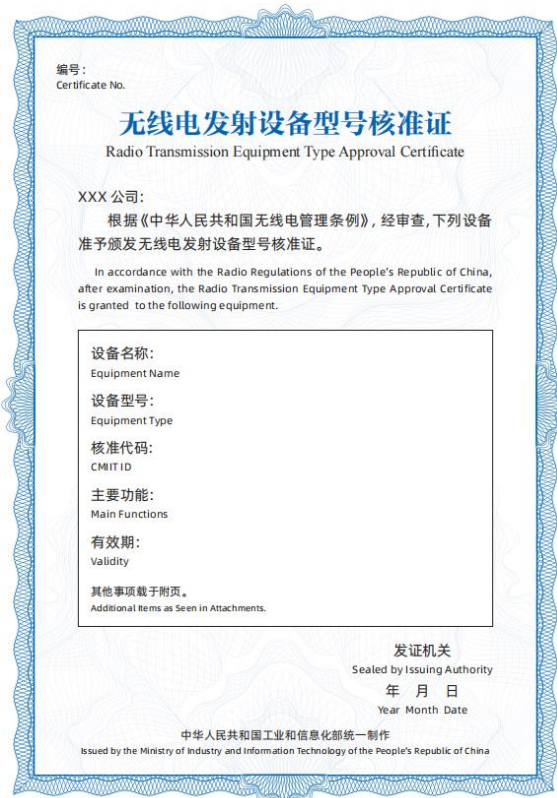 编号：
Certificate No.
无线电发射设备型号核准证
Radio Transmission Equipment Type Approval Certificate
XXX 公司：
根据《中华人民共和国无线电管理条例》，经审查，下列设备
准予颁发无线电发射设备型号核准证。
In accordance with the Radio Regulations of the People's Republic of China,
after examination, the Radio Transmission Equipment Type Approval Certificate
is granted to the following equipment.
设备名称：
Equipment Name
设备型号：
Equipment Type
核准代码：
CMIIT ID
主要功能：
Main Functions
有效期：
Validity
其他事项载于附页。
Additional Items as Seen in Attachments.
发证机关
Sealed by Issuing Authority
年 月 日
Year Month Date
中华人民共和国工业和信息化部统一制作
Issued by the Ministry of Industry and Information Technology of the People's Republic of China